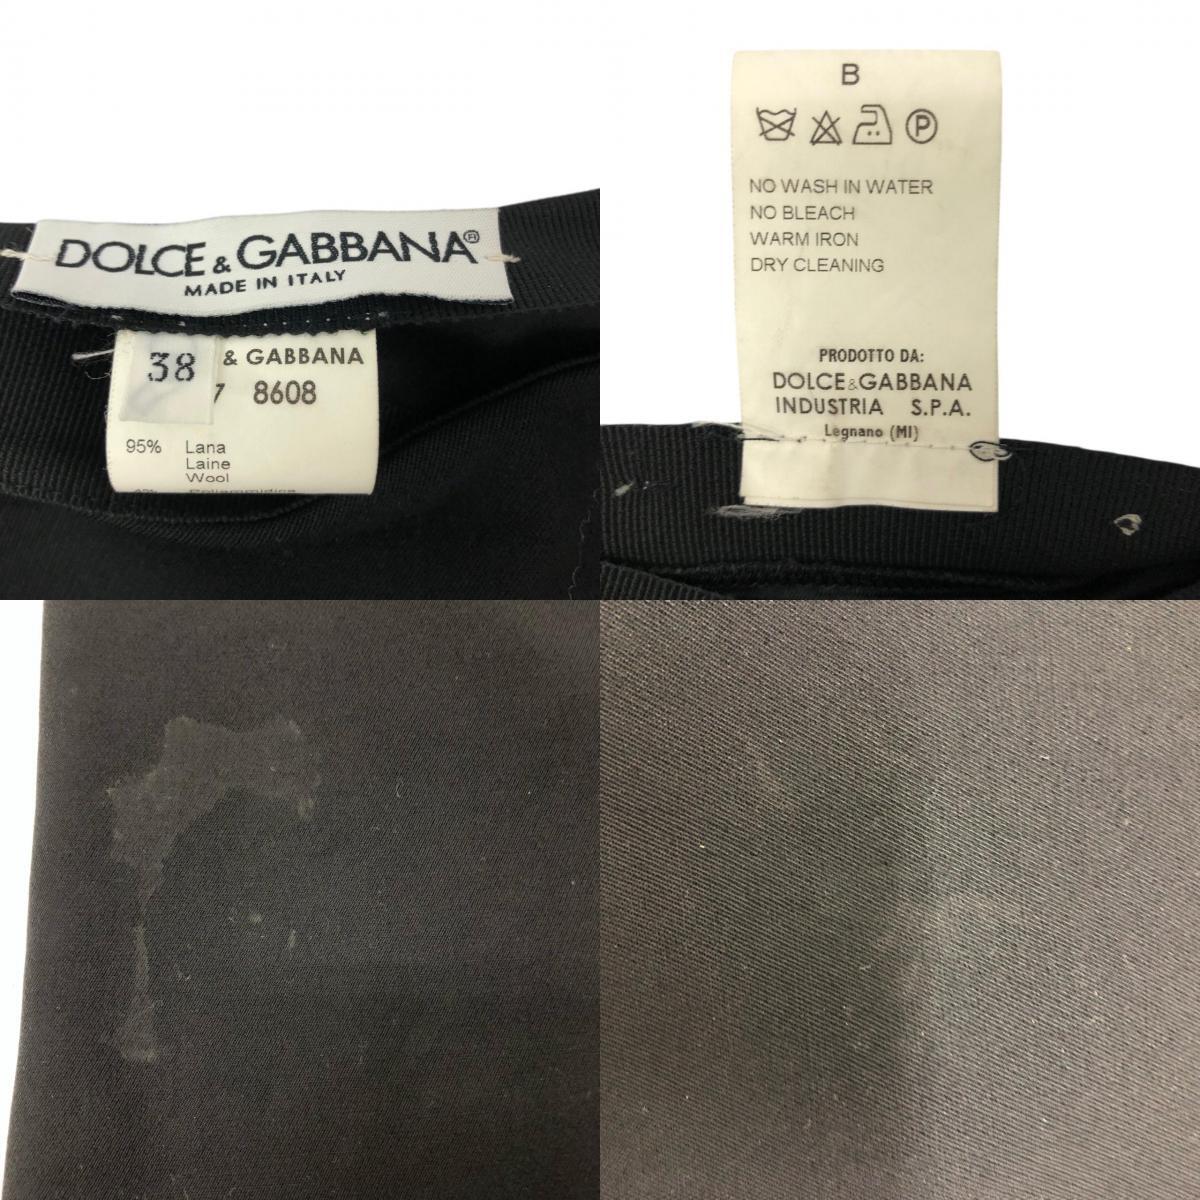 DOLCE & GABBANA®
MADE IN ITALY
38
& GABBANA
7 8608
95% Lana
Laine
Wool
B
P
NO WASH IN WATER
NO BLEACH
WARM IRON
DRY CLEANING
PRODOTTO DA:
DOLCE&GABBANA
INDUSTRIA S.P.A.
Legnano (MI)